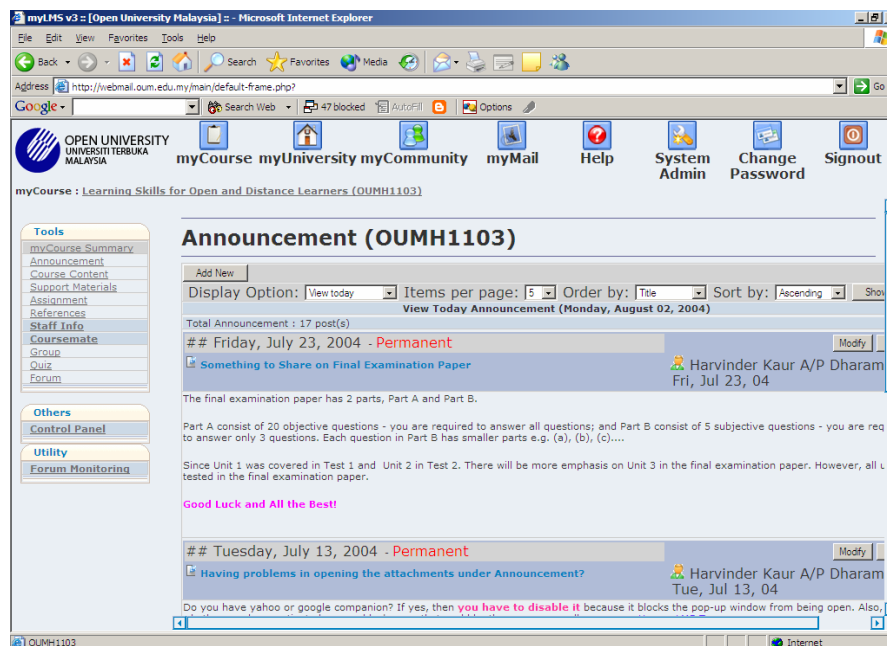 myLMS v3 :: [Open University Malaysia] :: - Microsoft Internet Explorer
File Edit View Favorites Tools Help
Back Search Favorites Media
Address http://webmail.oum.edu.my/main/default-frame.php? Go
Google Search Web 47 blocked AutoFill Options
OPEN UNIVERSITY
UNIVERSITI TERBUKA
MALAYSIA
myCourse myUniversity myCommunity myMail Help System Admin Change Password Signout
myCourse : Learning Skills for Open and Distance Learners (OUMH1103)
Tools
myCourse Summary
Announcement
Course Content
Support Materials
Assignment
References
Staff Info
Coursemate
Group
Quiz
Forum
Others
Control Panel
Utility
Forum Monitoring
Announcement (OUMH1103)
Add New
Display Option: View today Items per page: 5 Order by: Title Sort by: Ascending Show
View Today Announcement (Monday, August 02, 2004)
Total Announcement : 17 post(s)
## Friday, July 23, 2004 - Permanent Modify
Something to Share on Final Examination Paper Harvinder Kaur A/P Dharam
Fri, Jul 23, 04
The final examination paper has 2 parts, Part A and Part B.
Part A consist of 20 objective questions - you are required to answer all questions; and Part B consist of 5 subjective questions - you are req
to answer only 3 questions. Each question in Part B has smaller parts e.g. (a), (b), (c)....
Since Unit 1 was covered in Test 1 and Unit 2 in Test 2. There will be more emphasis on Unit 3 in the final examination paper. However, all u
tested in the final examination paper.
Good Luck and All the Best!
## Tuesday, July 13, 2004 - Permanent Modify
Having problems in opening the attachments under Announcement? Harvinder Kaur A/P Dharam
Tue, Jul 13, 04
Do you have yahoo or google companion? If yes, then you have to disable it because it blocks the pop-up window from being open. Also,
OUMH1103 Internet